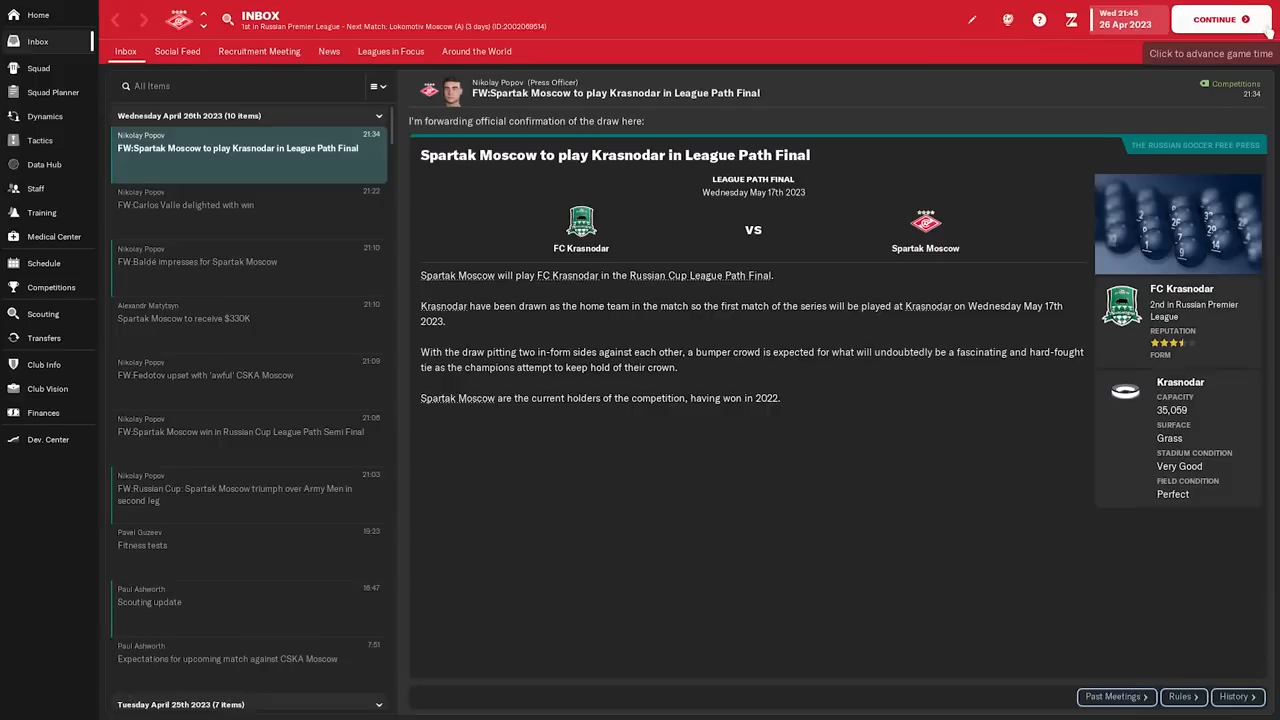 Home
Inbox
Squad
Squad Planner
Dynamics
Tactics
Data Hub
Staff
Training
Medical Center
Schedule
Competitions
Scouting
Transfers
Club Info
Club Vision
Finances
Dev. Center
INBOX
1st in Russian Premier League - Next Match: Lokomotiv Moscow (A) (3 days) (ID:2002069514)
Wed 21:45
26 Apr 2023
CONTINUE
Click to advance game time
Inbox
Social Feed
Recruitment Meeting
News
Leagues in Focus
Around the World
All Items
Wednesday April 26th 2023 (10 items)
Nikolay Popov 21:34
FW:Spartak Moscow to play Krasnodar in League Path Final
Nikolay Popov 21:22
FW:Carlos Valle delighted with win
Nikolay Popov 21:10
FW:Baldé impresses for Spartak Moscow
Alexandr Matytsyn 21:10
Spartak Moscow to receive $330K
Nikolay Popov 21:09
FW:Fedotov upset with 'awful' CSKA Moscow
Nikolay Popov 21:06
FW:Spartak Moscow win in Russian Cup League Path Semi Final
Nikolay Popov 21:03
FW:Russian Cup: Spartak Moscow triumph over Army Men in
second leg
Pavel Guzeev 19:23
Fitness tests
Paul Ashworth 16:47
Scouting update
Paul Ashworth 7:51
Expectations for upcoming match against CSKA Moscow
Tuesday April 25th 2023 (7 items)
Nikolay Popov (Press Officer)
FW:Spartak Moscow to play Krasnodar in League Path Final
Competitions
21:34
I'm forwarding official confirmation of the draw here:
THE RUSSIAN SOCCER FREE PRESS
Spartak Moscow to play Krasnodar in League Path Final
LEAGUE PATH FINAL
Wednesday May 17th 2023
FC Krasnodar
VS
Spartak Moscow
Spartak Moscow will play FC Krasnodar in the Russian Cup League Path Final.
Krasnodar have been drawn as the home team in the match so the first match of the series will be played at Krasnodar on Wednesday May 17th
2023.
With the draw pitting two in-form sides against each other, a bumper crowd is expected for what will undoubtedly be a fascinating and hard-fought
tie as the champions attempt to keep hold of their crown.
Spartak Moscow are the current holders of the competition, having won in 2022.
FC Krasnodar
2nd in Russian Premier
League
REPUTATION
FORM
Krasnodar
CAPACITY
35,059
SURFACE
Grass
STADIUM CONDITION
Very Good
FIELD CONDITION
Perfect
Past Meetings
Rules
History